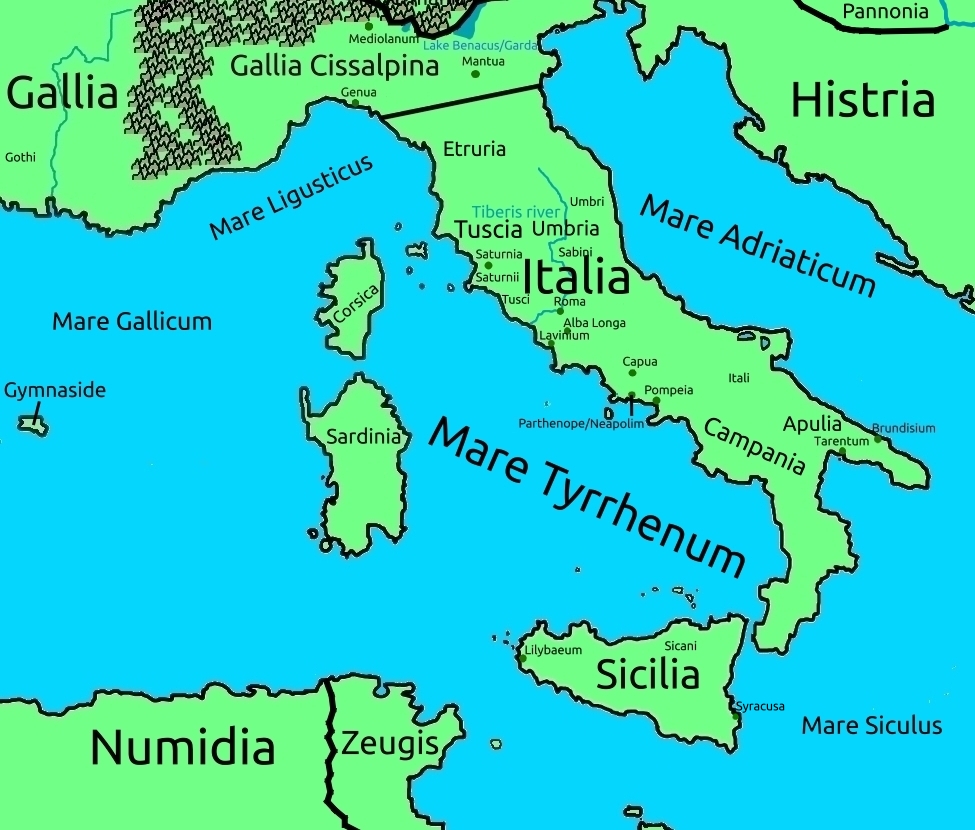 Pannonia
Mediolanum
Lake Benacus/Garda
Gallia Cissalpina
Mantua
Gallia
Genua
Histria
Etruria
Gothi
Mare Ligusticus
Umbri
Tiberis river
Tuscia
Umbria
Mare Adriaticum
Saturnia
Sabini
Saturnii
Italia
Corsica
Tusci
Roma
Mare Gallicum
Alba Longa
Lavinium
Capua
Itali
Gymnaside
Pompeia
Parthenope/Neapolim
Apulia
Brundisium
Sardinia
Campania
Tarentum
Mare Tyrrhenum
Lilybaeum
Sicani
Sicilia
Syracusa
Mare Siculus
Numidia
Zeugis